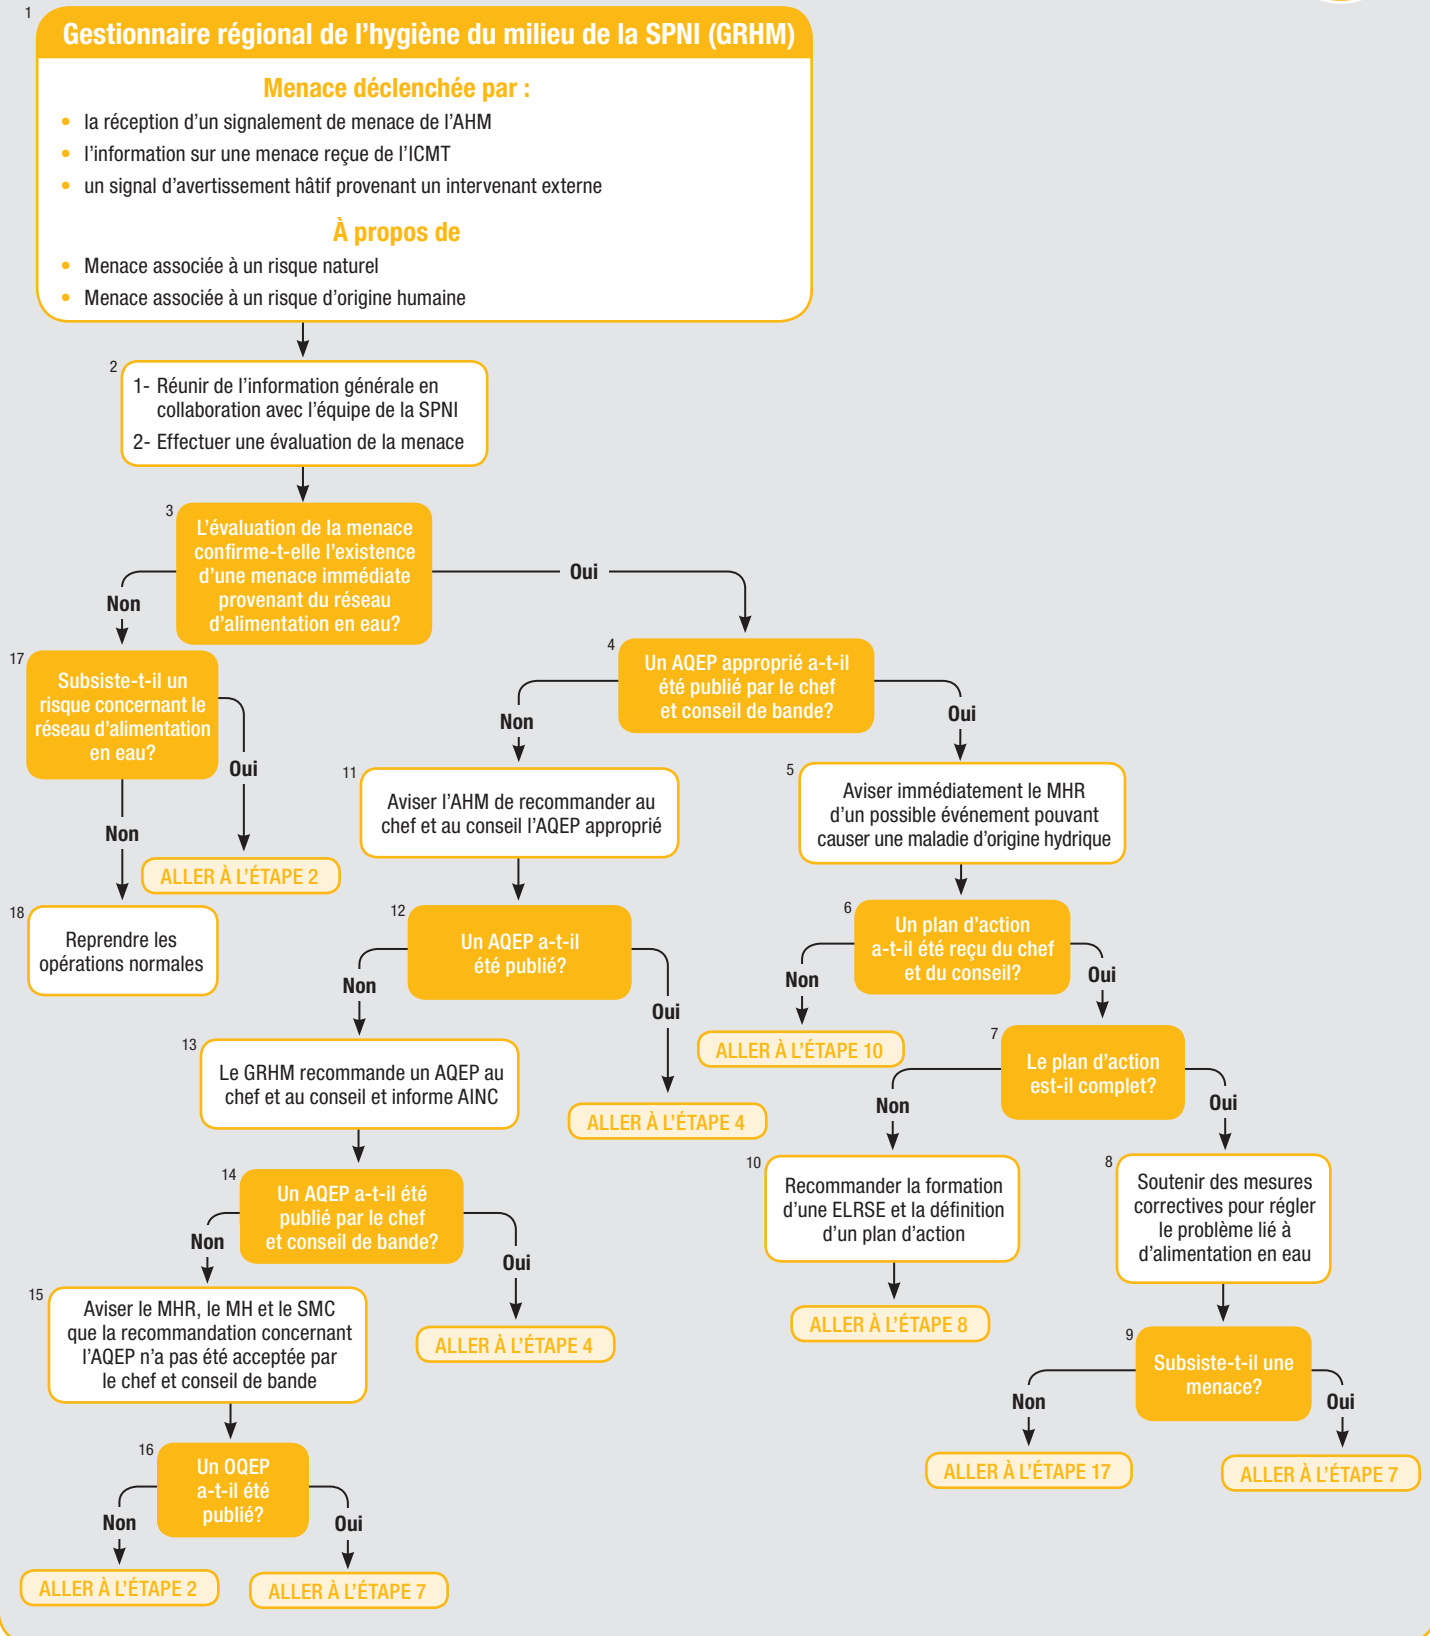 1
Gestionnaire régional de l'hygiène du milieu de la SPNI (GRHM)
Menace déclenchée par :
• la réception d'un signalement de menace de l'AHM
• l'information sur une menace reçue de l'ICMT
• un signal d'avertissement hâtif provenant un intervenant externe
À propos de
• Menace associée à un risque naturel
• Menace associée à un risque d'origine humaine
2
1- Réunir de l'information générale en
collaboration avec l'équipe de la SPNI
2- Effectuer une évaluation de la menace
3
L'évaluation de la menace
confirme-t-elle l'existence
d'une menace immédiate
provenant du réseau
d'alimentation en eau?
Non
Oui
17
Subsiste-t-il un
risque concernant le
réseau d'alimentation
en eau?
Oui
Non
ALLER À L'ÉTAPE 2
18
Reprendre les
opérations normales
4
Un AQEP approprié a-t-il
été publié par le chef
et conseil de bande?
Non
Oui
11
Aviser l'AHM de recommander au
chef et au conseil l'AQEP approprié
12
Un AQEP a-t-il
été publié?
Non
Oui
ALLER À L'ÉTAPE 4
13
Le GRHM recommande un AQEP au
chef et au conseil et informe AINC
14
Un AQEP a-t-il été
publié par le chef
et conseil de bande?
Non
Oui
ALLER À L'ÉTAPE 4
15
Aviser le MHR, le MH et le SMC
que la recommandation concernant
l'AQEP n'a pas été acceptée par
le chef et conseil de bande
16
Un OQEP
a-t-il été
publié?
Non
Oui
ALLER À L'ÉTAPE 2
ALLER À L'ÉTAPE 7
5
Aviser immédiatement le MHR
d'un possible événement pouvant
causer une maladie d'origine hydrique
6
Un plan d'action
a-t-il été reçu du chef
et du conseil?
Non
Oui
ALLER À L'ÉTAPE 10
7
Le plan d'action
est-il complet?
Non
Oui
10
Recommander la formation
d'une ELRSE et la définition
d'un plan d'action
ALLER À L'ÉTAPE 8
8
Soutenir des mesures
correctives pour régler
le problème lié à
d'alimentation en eau
9
Subsiste-t-il une
menace?
Non
Oui
ALLER À L'ÉTAPE 17
ALLER À L'ÉTAPE 7